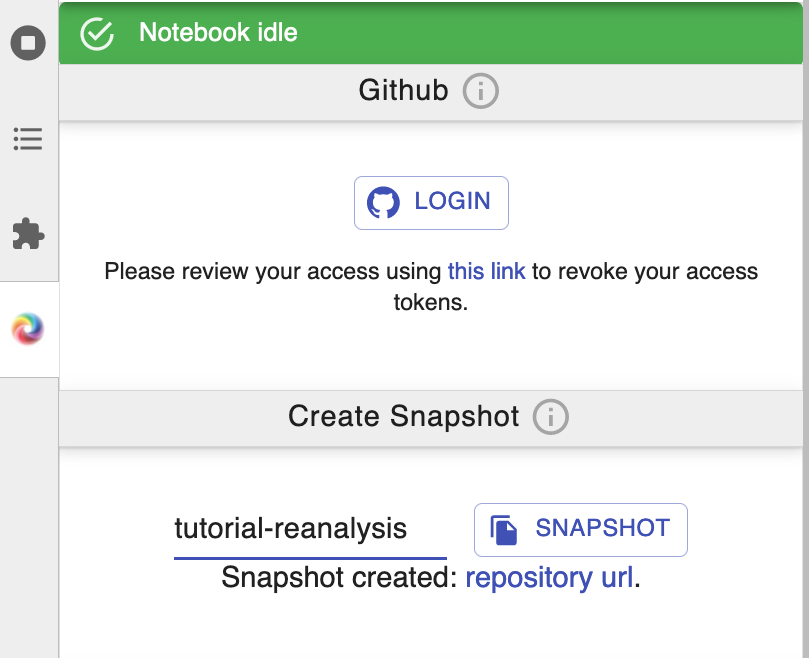 Notebook idle
Github
LOGIN
Please review your access using this link to revoke your access
tokens.
Create Snapshot
tutorial-reanalysis
SNAPSHOT
Snapshot created: repository url.